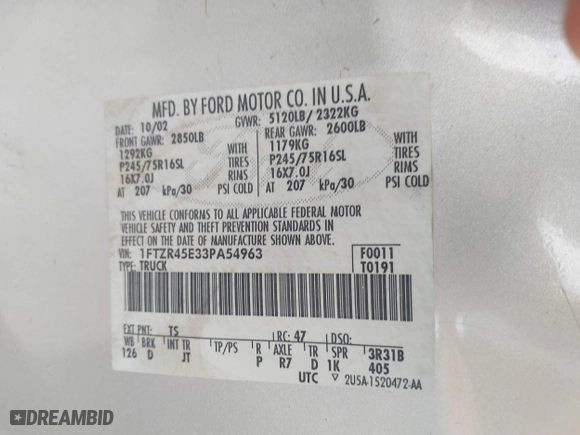 MFD. BY FORD MOTOR CO. IN U.S.A.
DATE: 10/02 GVWR: 5120LB/ 2322KG
FRONT GAWR: 2850LB REAR GAWR: 2600LB
1292KG WITH 1179KG WITH
P245/75R16SL TIRES P245/75R16SL TIRES
16X7.0J RIMS 16X7.0J RIMS
AT 207 kPa/30 PSI COLD AT 207 kPa/30 PSI COLD
THIS VEHICLE CONFORMS TO ALL APPLICABLE FEDERAL MOTOR
VEHICLE SAFETY AND THEFT PREVENTION STANDARDS IN
EFFECT ON THE DATE OF MANUFACTURE SHOWN ABOVE.
VIN: 1FTZR45E33PA54963 F0011
TYPE: TRUCK T0191
EXT PNT: TS RC: 47 DSO:
WB BRK INT TR TP/PS R AXLE TR SPR 3R31B
126 D JT P R7 D 1K 405
UTC ▽ 2U5A-1520472-AA
DREAMBID